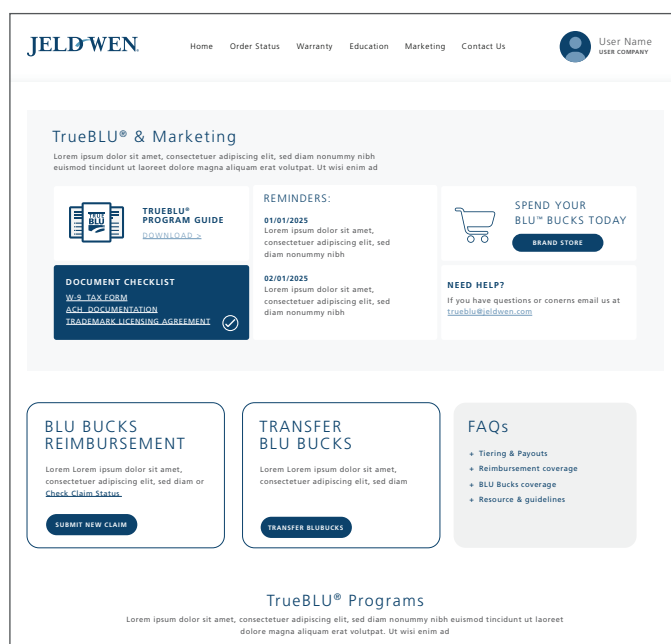 JELD-WEN
Home Order Status Warranty Education Marketing Contact Us
User Name
USER COMPANY
TrueBLU® & Marketing
Lorem ipsum dolor sit amet, consectetuer adipiscing elit, sed diam nonummy nibh
euismod tincidunt ut laoreet dolore magna aliquam erat volutpat. Ut wisi enim ad
TRUE
BLU
TRUEBLU®
PROGRAM GUIDE
DOWNLOAD >
DOCUMENT CHECKLIST
W-9 TAX FORM
ACH DOCUMENTATION
TRADEMARK LICENSING AGREEMENT
REMINDERS:
01/01/2025
Lorem ipsum dolor sit amet,
consectetuer adipiscing elit, sed
diam nonummy nibh
02/01/2025
Lorem ipsum dolor sit amet,
consectetuer adipiscing elit, sed
diam nonummy nibh
SPEND YOUR
BLU™ BUCKS TODAY
BRAND STORE
NEED HELP?
If you have questions or conerns email us at
trueblu@jeldwen.com
BLU BUCKS
REIMBURSEMENT
Lorem Lorem ipsum dolor sit amet,
consectetuer adipiscing elit, sed diam or
Check Claim Status
SUBMIT NEW CLAIM
TRANSFER
BLU BUCKS
Lorem ipsum dolor sit amet,
consectetuer adipiscing elit, sed diam
TRANSFER BLUBUCKS
FAQs
+ Tiering & Payouts
+ Reimbursement coverage
+ BLU Bucks coverage
+ Resource & guidelines
TrueBLU® Programs
Lorem ipsum dolor sit amet, consectetuer adipiscing elit, sed diam nonummy nibh euismod tincidunt ut laoreet
dolore magna aliquam erat volutpat. Ut wisi enim ad